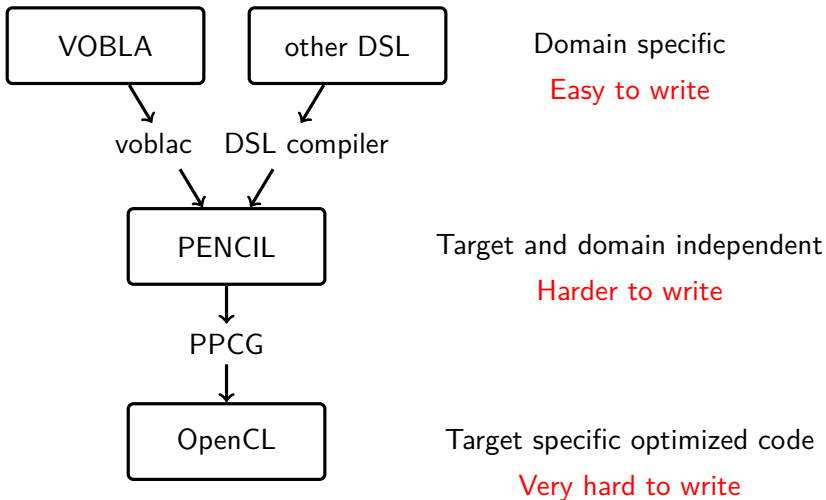 VOBLA
other DSL
Domain specific
Easy to write
voblac
DSL compiler
PENCIL
Target and domain independent
Harder to write
PPCG
OpenCL
Target specific optimized code
Very hard to write